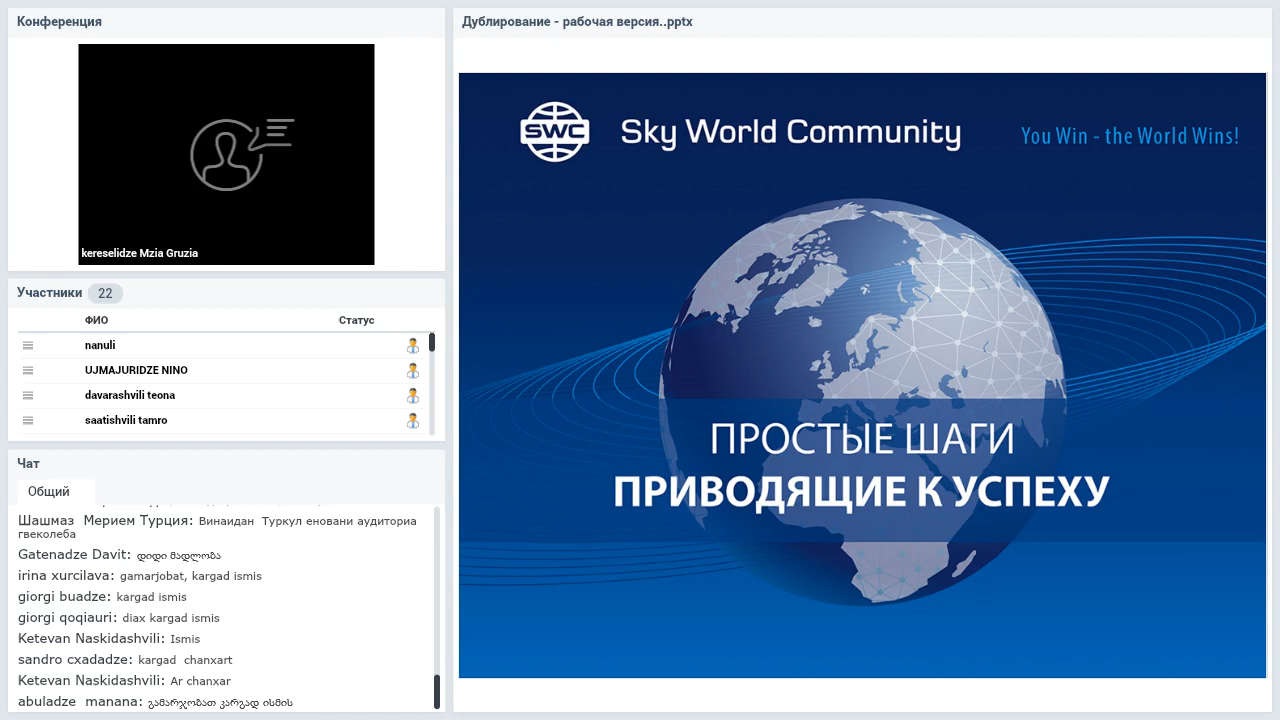 Конференция
kereselidze Mzia Gruzia
Участники 22
ФИО Статус
nanuli
UJMAJURIDZE NINO
davarashvili teona
saatishvili tamro
Чат
Общий
Шашмаз Мерием Турция: Винаидан Туркул еновани аудиториа
гвеколеба
Gatenadze Davit: დიდი მადლობა
irina xurcilava: gamarjobat, kargad ismis
giorgi buadze: kargad ismis
giorgi qoqiauri: diax kargad ismis
Ketevan Naskidashvili: Ismis
sandro cxadadze: kargad chanxart
Ketevan Naskidashvili: Ar chanxar
abuladze manana: გამარჯობათ კარგად ისმის
Дублирование - рабочая версия..pptx
SWC Sky World Community
You Win - the World Wins!
ПРОСТЫЕ ШАГИ
ПРИВОДЯЩИЕ К УСПЕХУ